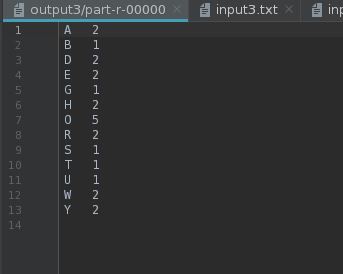 output3/part-r-00000 × input3.txt × inp
1 A 2
2 B 1
3 D 2
4 E 2
5 G 1
6 H 2
7 O 5
8 R 2
9 S 1
10 T 1
11 U 1
12 W 2
13 Y 2
14